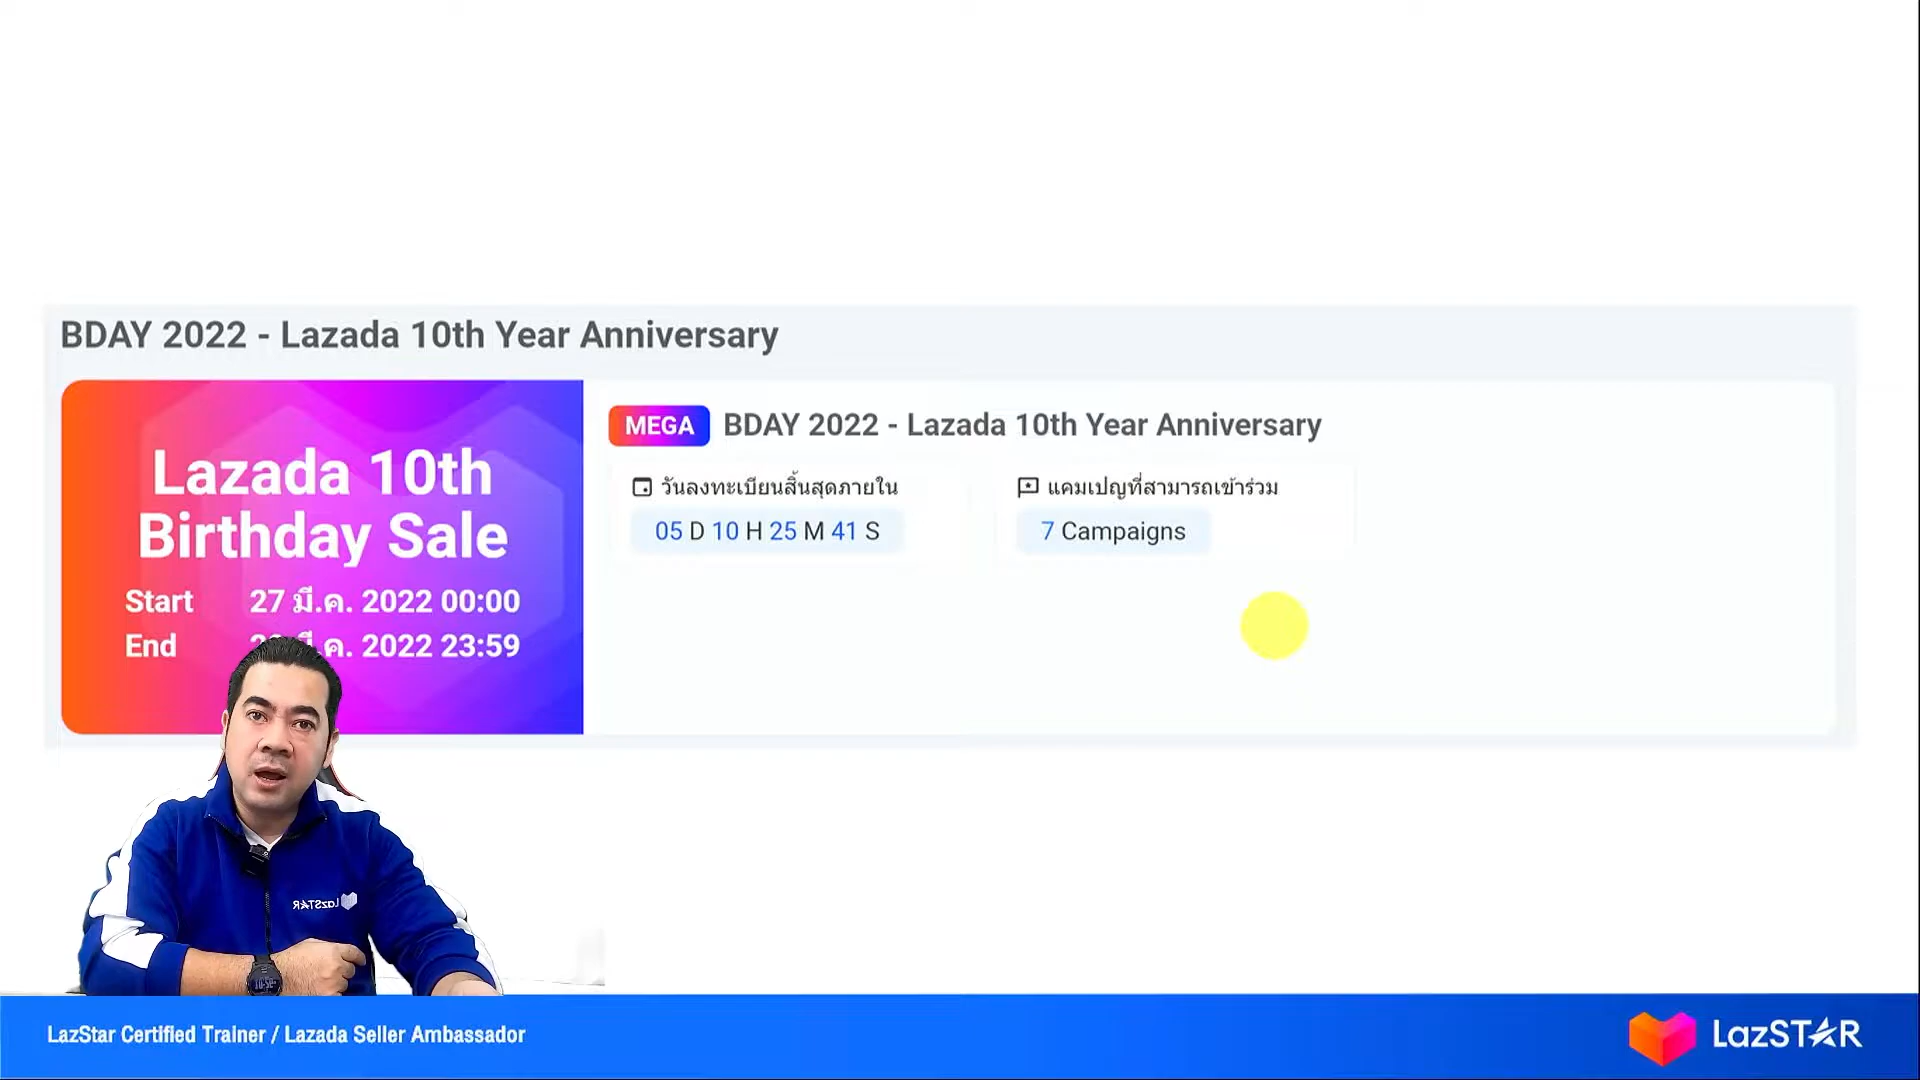 BDAY 2022 - Lazada 10th Year Anniversary
Lazada 10th
Birthday Sale
Start 27 มี.ค. 2022 00:00
End ค. 2022 23:59
MEGA BDAY 2022 - Lazada 10th Year Anniversary
วันลงทะเบียนสิ้นสุดภายใน
05 D 10 H 25 M 41 S
แคมเปญที่สามารถเข้าร่วม
7 Campaigns
LazSTAR
LazStar Certified Trainer / Lazada Seller Ambassador
LazSTAR